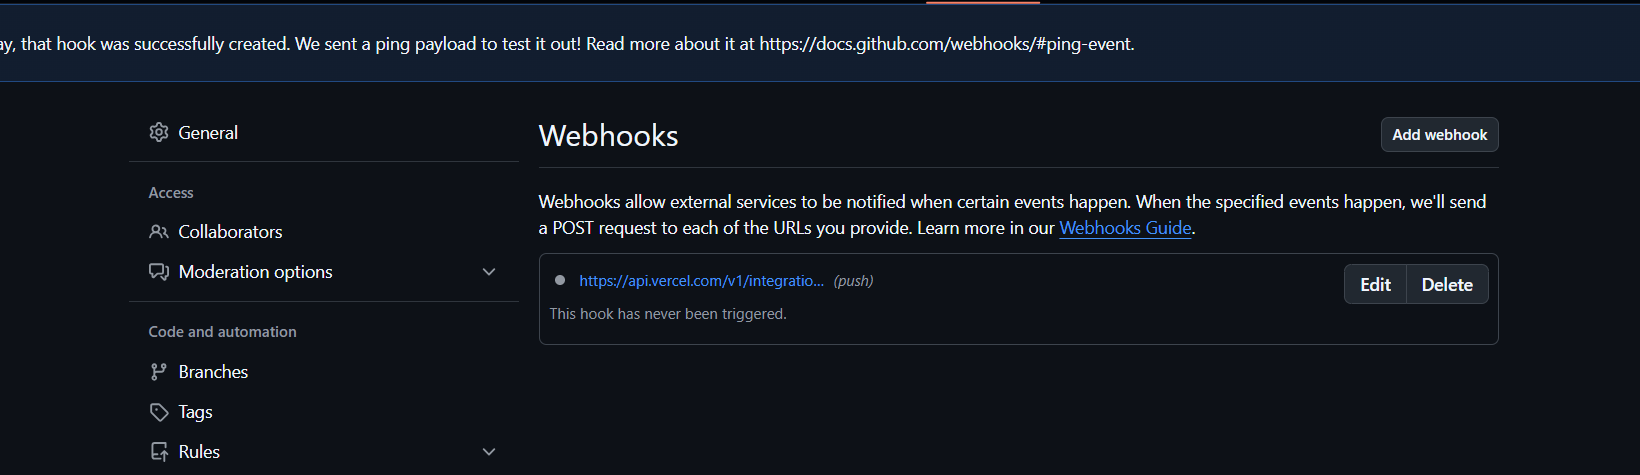 ay, that hook was successfully created. We sent a ping payload to test it out! Read more about it at https://docs.github.com/webhooks/#ping-event.
General
Access
Collaborators
Moderation options
Code and automation
Branches
Tags
Rules
Webhooks
Add webhook
Webhooks allow external services to be notified when certain events happen. When the specified events happen, we'll send
a POST request to each of the URLs you provide. Learn more in our Webhooks Guide.
https://api.vercel.com/v1/integratio... (push)
Edit
Delete
This hook has never been triggered.